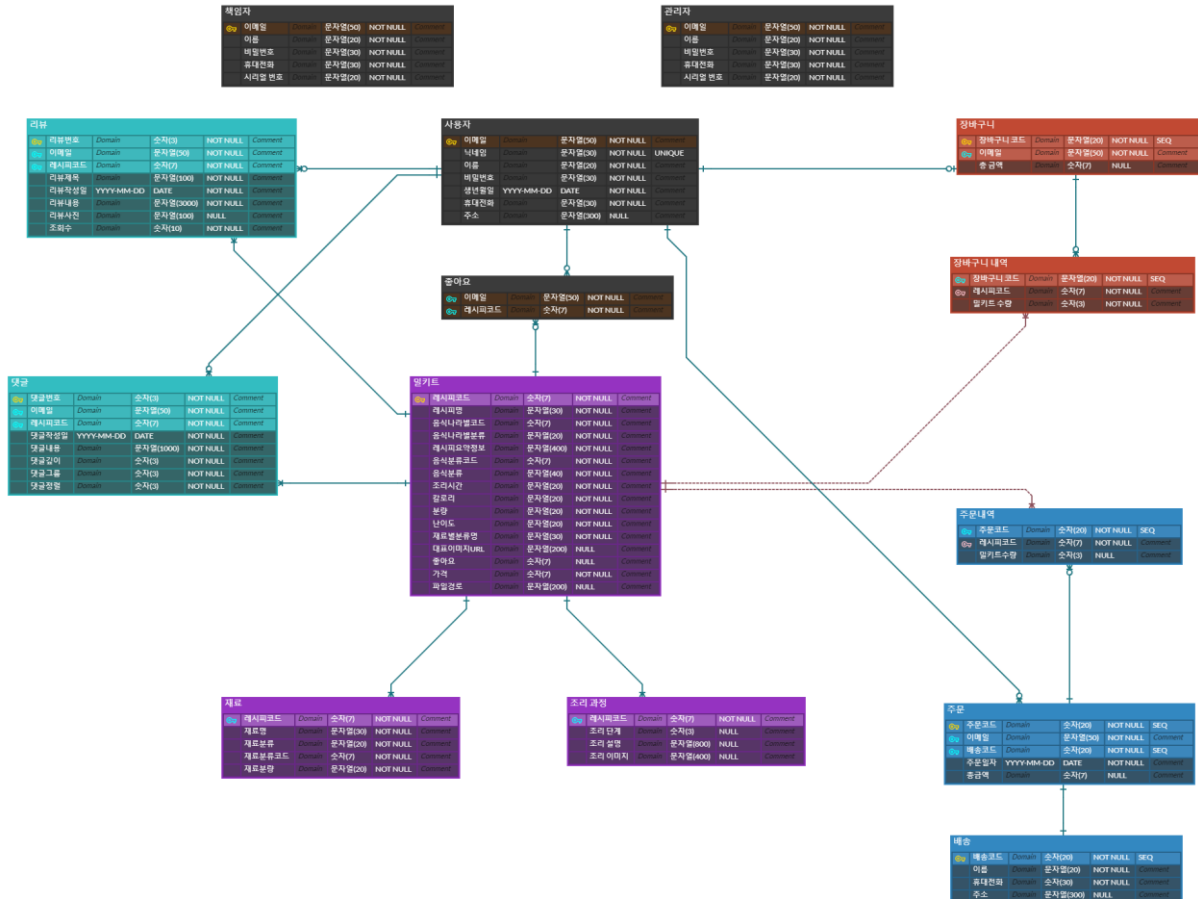 책임자
이메일 Domain 문자열(50) NOT NULL Comment
이름 Domain 문자열(20) NOT NULL Comment
비밀번호 Domain 문자열(30) NOT NULL Comment
휴대전화 Domain 문자열(30) NOT NULL Comment
시리얼 번호 Domain 문자열(20) NOT NULL Comment
관리자
이메일 Domain 문자열(50) NOT NULL Comment
이름 Domain 문자열(20) NOT NULL Comment
비밀번호 Domain 문자열(30) NOT NULL Comment
휴대전화 Domain 문자열(30) NOT NULL Comment
시리얼 번호 Domain 문자열(20) NOT NULL Comment
리뷰
리뷰번호 Domain 숫자(3) NOT NULL Comment
이메일 Domain 문자열(50) NOT NULL Comment
레시피코드 Domain 숫자(7) NOT NULL Comment
리뷰제목 Domain 문자열(100) NOT NULL Comment
리뷰작성일 YYYY-MM-DD DATE NOT NULL Comment
리뷰내용 Domain 문자열(3000) NOT NULL Comment
리뷰사진 Domain 문자열(100) NULL Comment
조회수 Domain 숫자(10) NOT NULL Comment
사용자
이메일 Domain 문자열(50) NOT NULL Comment
닉네임 Domain 문자열(30) NOT NULL UNIQUE
이름 Domain 문자열(20) NOT NULL Comment
비밀번호 Domain 문자열(30) NOT NULL Comment
생년월일 YYYY-MM-DD DATE NOT NULL Comment
휴대전화 Domain 문자열(30) NOT NULL Comment
주소 Domain 문자열(300) NULL Comment
장바구니
장바구니 코드 Domain 문자열(20) NOT NULL SEQ
이메일 Domain 문자열(50) NOT NULL Comment
총 금액 Domain 숫자(7) NULL Comment
장바구니 내역
장바구니 코드 Domain 문자열(20) NOT NULL SEQ
레시피코드 Domain 숫자(7) NOT NULL Comment
밀키트 수량 Domain 숫자(3) NOT NULL Comment
좋아요
이메일 Domain 문자열(50) NOT NULL Comment
레시피코드 Domain 숫자(7) NOT NULL Comment
댓글
댓글번호 Domain 숫자(3) NOT NULL Comment
이메일 Domain 문자열(50) NOT NULL Comment
레시피코드 Domain 숫자(7) NOT NULL Comment
댓글작성일 YYYY-MM-DD DATE NOT NULL Comment
댓글내용 Domain 문자열(1000) NOT NULL Comment
댓글깊이 Domain 숫자(3) NOT NULL Comment
댓글그룹 Domain 숫자(3) NOT NULL Comment
댓글정렬 Domain 숫자(3) NOT NULL Comment
밀키트
레시피코드 Domain 숫자(7) NOT NULL Comment
레시피명 Domain 문자열(30) NOT NULL Comment
음식나라별코드 Domain 숫자(7) NOT NULL Comment
음식나라별분류 Domain 문자열(20) NOT NULL Comment
레시피요약정보 Domain 문자열(400) NOT NULL Comment
음식분류코드 Domain 숫자(7) NOT NULL Comment
음식분류 Domain 문자열(40) NOT NULL Comment
조리시간 Domain 문자열(20) NOT NULL Comment
칼로리 Domain 문자열(20) NOT NULL Comment
분량 Domain 문자열(20) NOT NULL Comment
난이도 Domain 문자열(20) NOT NULL Comment
재료별분류명 Domain 문자열(30) NOT NULL Comment
대표이미지URL Domain 문자열(200) NULL Comment
좋아요 Domain 숫자(7) NULL Comment
가격 Domain 숫자(7) NOT NULL Comment
파일경로 Domain 문자열(200) NULL Comment
주문내역
주문코드 Domain 숫자(20) NOT NULL SEQ
레시피코드 Domain 숫자(7) NOT NULL Comment
밀키트수량 Domain 숫자(3) NULL Comment
재료
레시피코드 Domain 숫자(7) NOT NULL Comment
재료명 Domain 문자열(30) NOT NULL Comment
재료분류 Domain 문자열(20) NOT NULL Comment
재료분류코드 Domain 숫자(7) NOT NULL Comment
재료분량 Domain 문자열(20) NOT NULL Comment
조리 과정
레시피코드 Domain 숫자(7) NOT NULL Comment
조리 단계 Domain 숫자(3) NULL Comment
조리 설명 Domain 문자열(800) NULL Comment
조리 이미지 Domain 문자열(400) NULL Comment
주문
주문코드 Domain 숫자(20) NOT NULL SEQ
이메일 Domain 문자열(50) NOT NULL Comment
배송코드 Domain 숫자(20) NOT NULL SEQ
주문일자 YYYY-MM-DD DATE NOT NULL Comment
총금액 Domain 숫자(7) NULL Comment
배송
배송코드 Domain 숫자(20) NOT NULL SEQ
이름 Domain 문자열(20) NOT NULL Comment
휴대전화 Domain 숫자(30) NOT NULL Comment
주소 Domain 문자열(300) NULL Comment